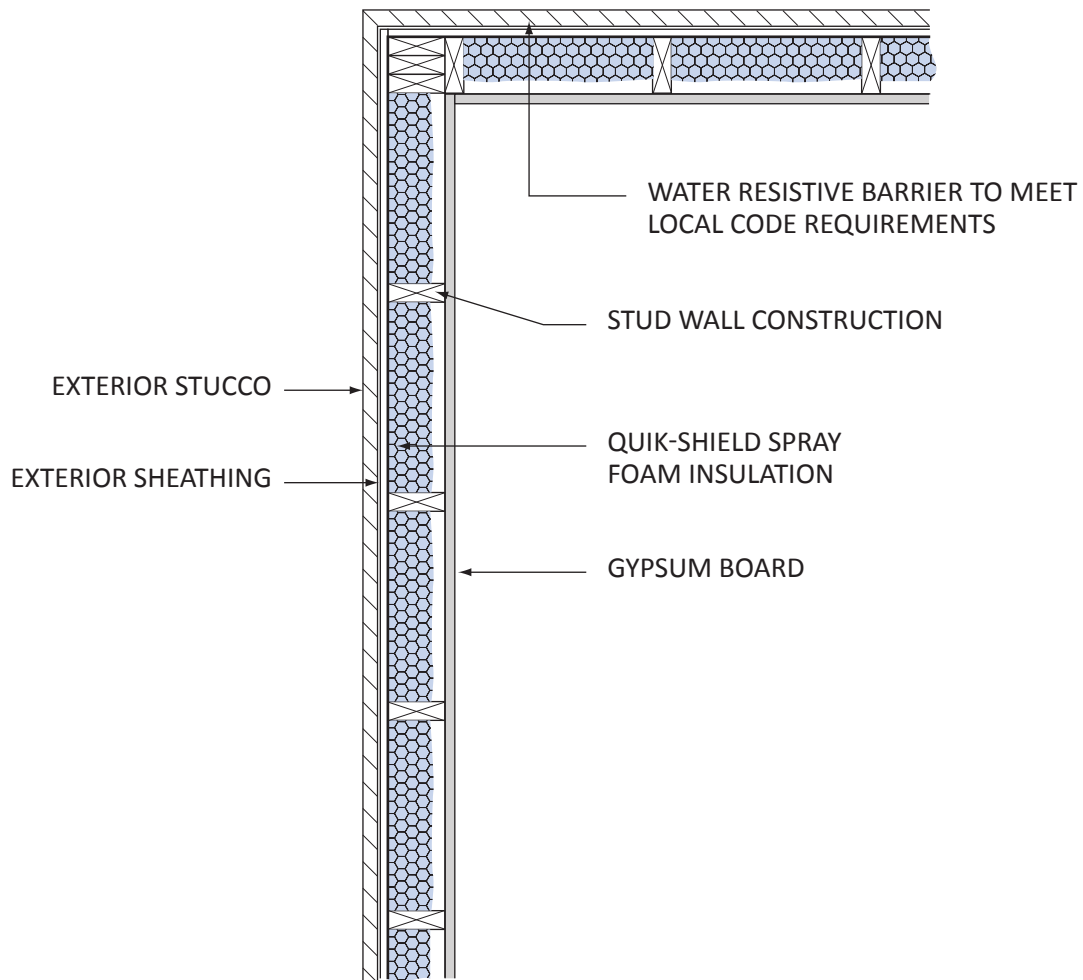 WATER RESISTIVE BARRIER TO MEET
LOCAL CODE REQUIREMENTS
STUD WALL CONSTRUCTION
EXTERIOR STUCCO
QUIK-SHIELD SPRAY
FOAM INSULATION
EXTERIOR SHEATHING
GYPSUM BOARD